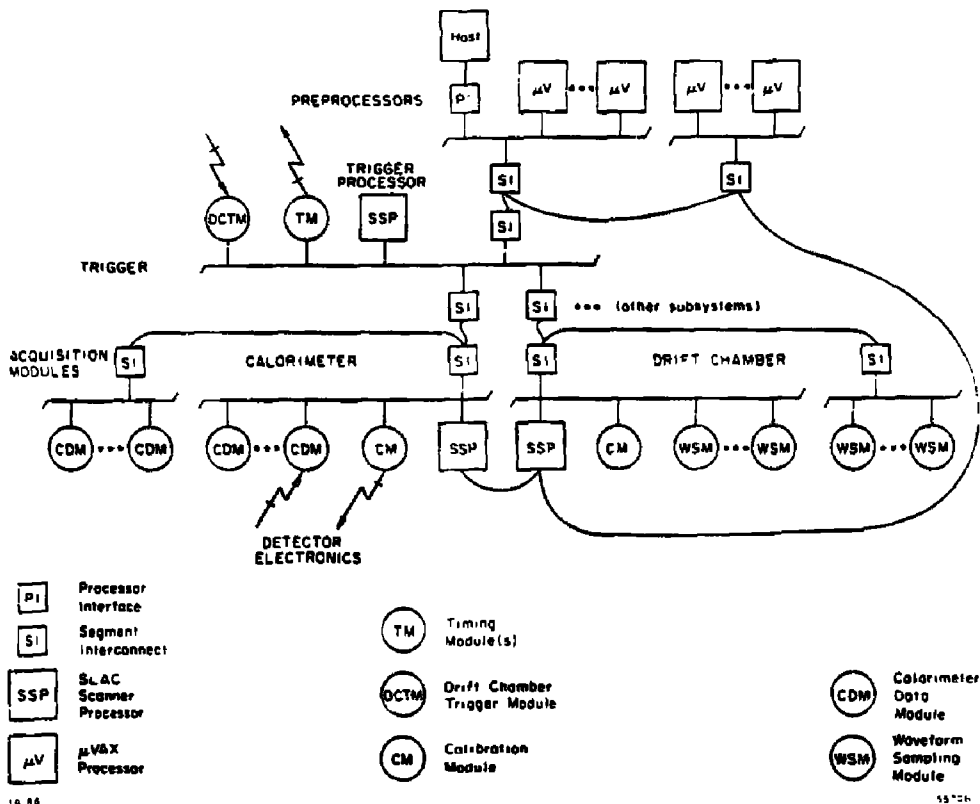 Host
PI
PREPROCESSORS
μV ••• μV
μV ••• μV
SI
SI
SI
TRIGGER
PROCESSOR
DCTM
TM
SSP
TRIGGER
SI
SI
••• (other subsystems)
ACQUISITION
MODULES
SI
CALORIMETER
SI
SI
DRIFT CHAMBER
SI
CDM ••• CDM
CDM ••• CDM
CM
SSP
SSP
CM
WSM ••• WSM
WSM ••• WSM
DETECTOR
ELECTRONICS
PI
Processor
Interface
SI
Segment
Interconnect
SSP
SLAC
Scanner
Processor
μV
μVAX
Processor
TM
Timing
Module(s)
DCTM
Drift Chamber
Trigger Module
CM
Calibration
Module
CDM
Calorimeter
Data
Module
WSM
Waveform
Sampling
Module